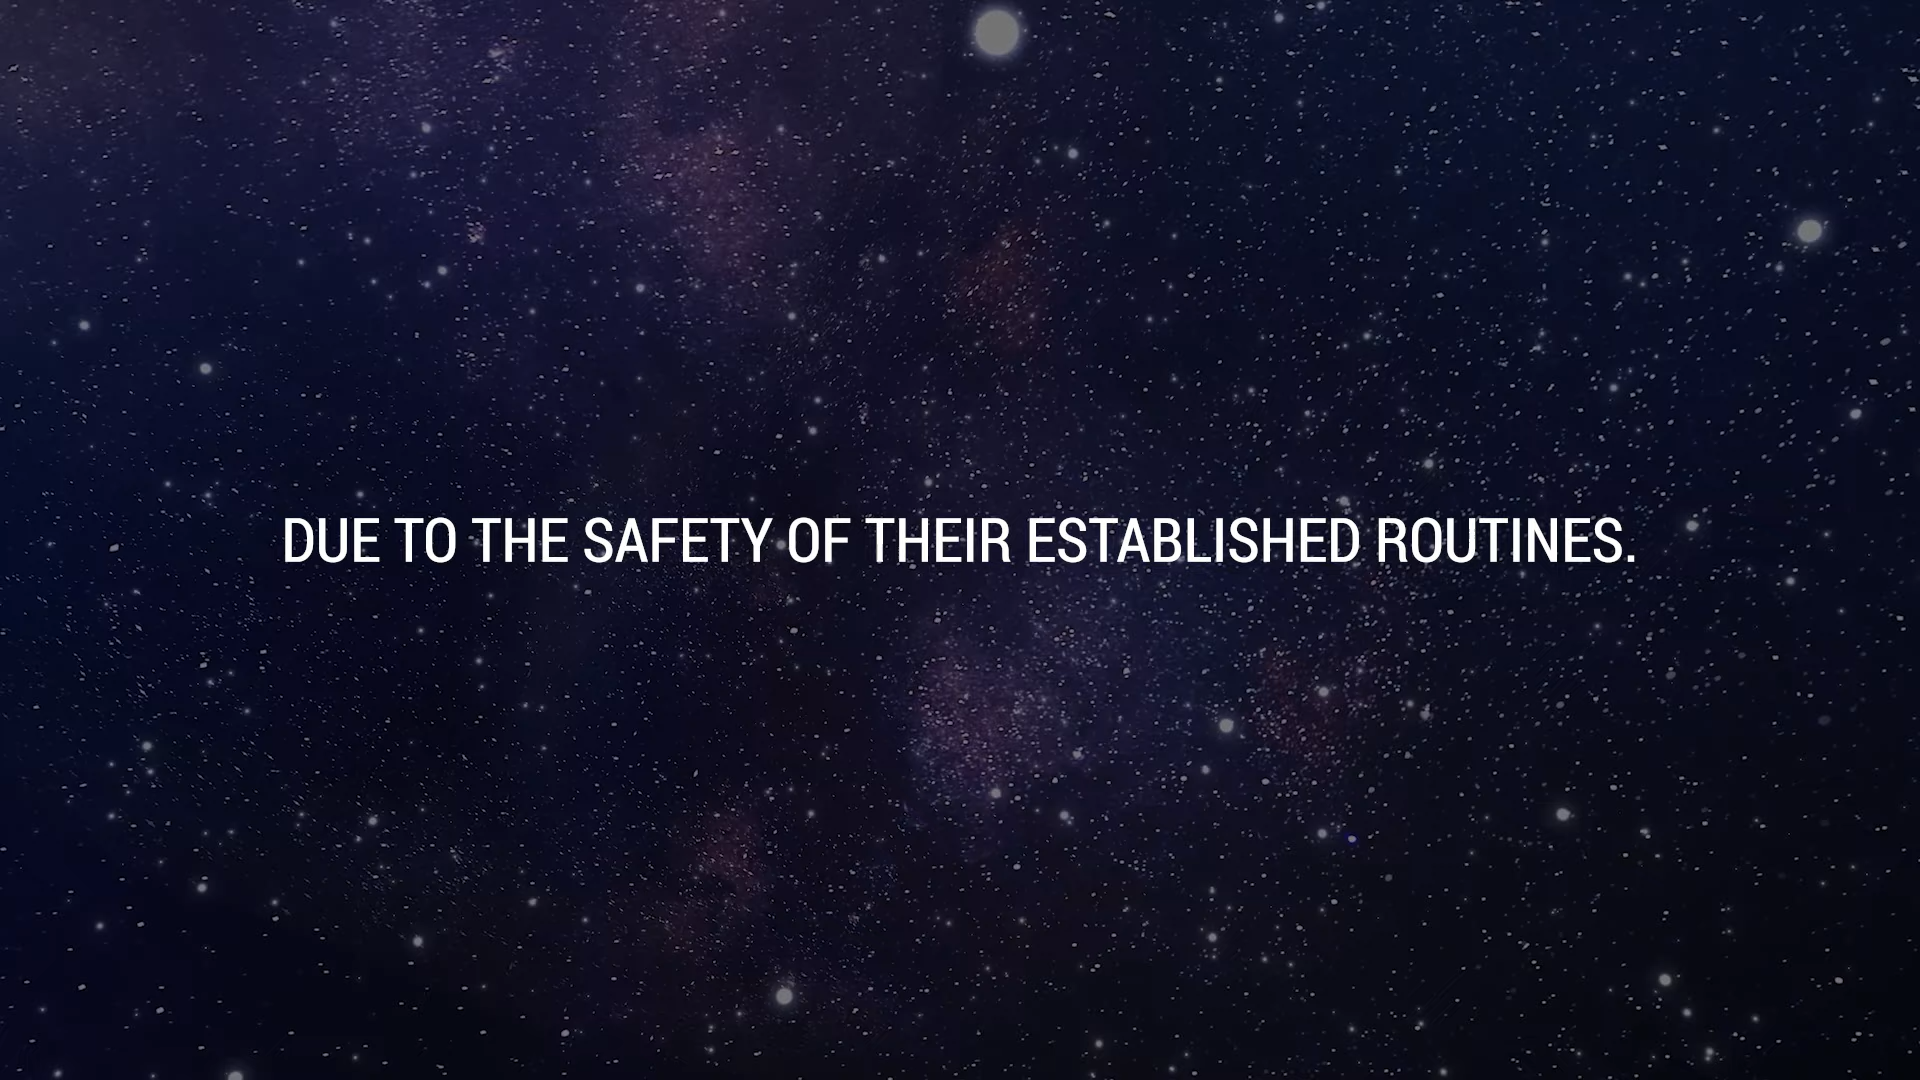 DUE TO THE SAFETY OF THEIR ESTABLISHED ROUTINES.